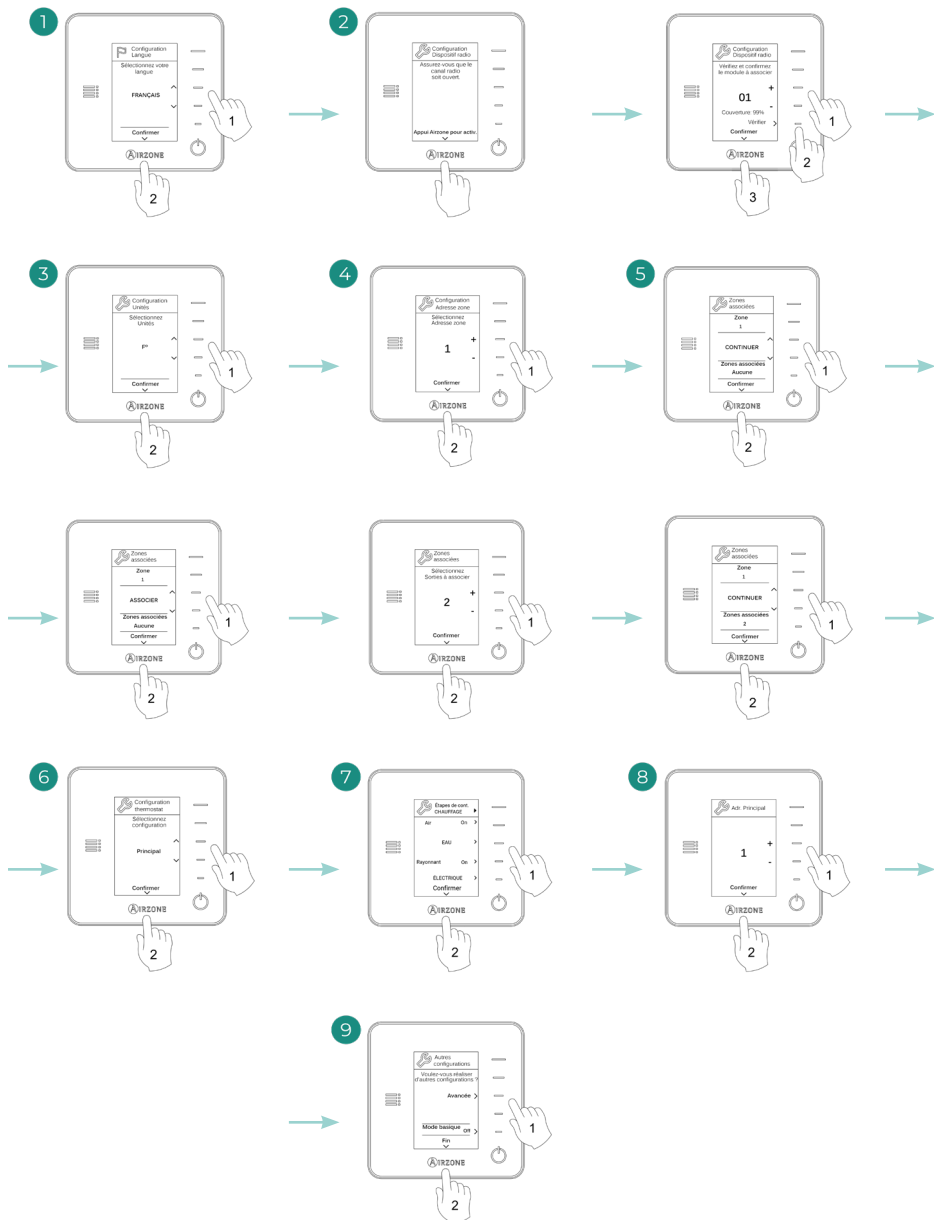 1
Configuration
Langue
Sélectionnez votre
langue
FRANÇAIS
Confirmer
AIRZONE
1
2
2
Configuration
Dispositif radio
Assurez-vous que le
canal radio
soit ouvert.
Appui Airzone pour activ.
AIRZONE
Configuration
Dispositif radio
Vérifiez et confirmez
le module à associer
01
+
-
Couverture: 99%
Vérifier
Confirmer
AIRZONE
1
2
3
3
Configuration
Unités
Sélectionnez
Unités
Fº
Confirmer
AIRZONE
1
2
4
Configuration
Adresse zone
Sélectionnez
Adresse zone
1
+
-
Confirmer
AIRZONE
1
2
5
Zones
associées
Zone
1
CONTINUER
Zones associées
Aucune
Confirmer
AIRZONE
1
2
Zones
associées
Zone
1
ASSOCIER
Zones associées
Aucune
Confirmer
AIRZONE
1
2
Zones
associées
Sélectionnez
Sorties à associer
2
+
-
Confirmer
AIRZONE
1
2
Zones
associées
Zone
1
CONTINUER
Zones associées
2
Confirmer
AIRZONE
1
2
6
Configuration
thermostat
Sélectionnez
configuration
Principal
Confirmer
AIRZONE
1
2
7
Étapes de cont.
CHAUFFAGE
Air On
EAU
Rayonnant On
ÉLECTRIQUE
Confirmer
AIRZONE
1
2
8
Adr. Principal
1
+
-
Confirmer
AIRZONE
1
2
9
Autres
configurations
Voulez-vous réaliser
d'autres configurations ?
Avancée
Mode basique Off
Fin
AIRZONE
1
2